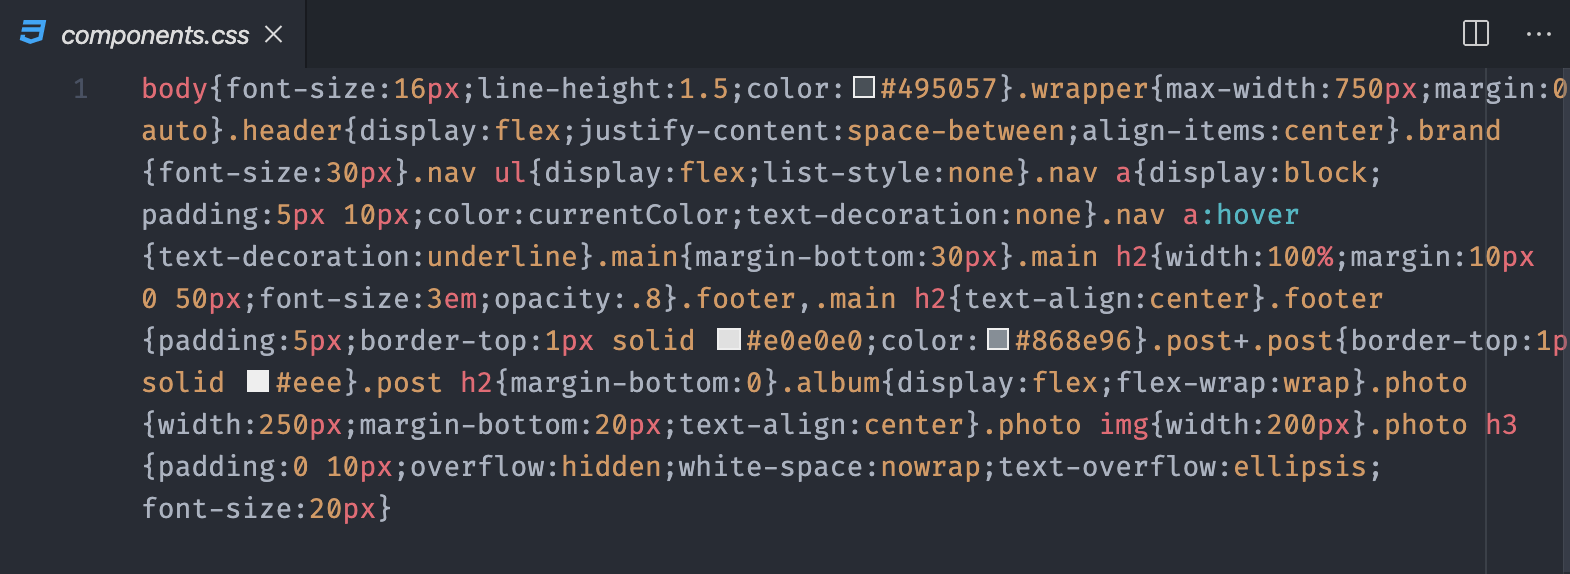 components.css
1 body{font-size:16px;line-height:1.5;color:#495057}.wrapper{max-width:750px;margin:0
auto}.header{display:flex;justify-content:space-between;align-items:center}.brand
{font-size:30px}.nav ul{display:flex;list-style:none}.nav a{display:block;
padding:5px 10px;color:currentColor;text-decoration:none}.nav a:hover
{text-decoration:underline}.main{margin-bottom:30px}.main h2{width:100%;margin:10px
0 50px;font-size:3em;opacity:.8}.footer,.main h2{text-align:center}.footer
{padding:5px;border-top:1px solid #e0e0e0;color:#868e96}.post+.post{border-top:1p
solid #eee}.post h2{margin-bottom:0}.album{display:flex;flex-wrap:wrap}.photo
{width:250px;margin-bottom:20px;text-align:center}.photo img{width:200px}.photo h3
{padding:0 10px;overflow:hidden;white-space:nowrap;text-overflow:ellipsis;
font-size:20px}